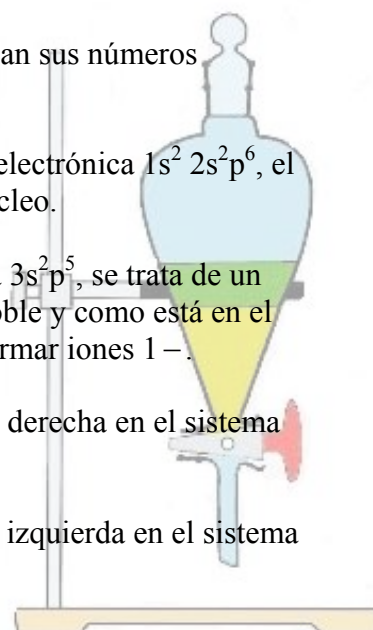 an sus números
electrónica 1s² 2s²p⁶, el
cleo.
3s²p⁵, se trata de un
oble y como está en el
rmar iones 1 –.
derecha en el sistema
izquierda en el sistema